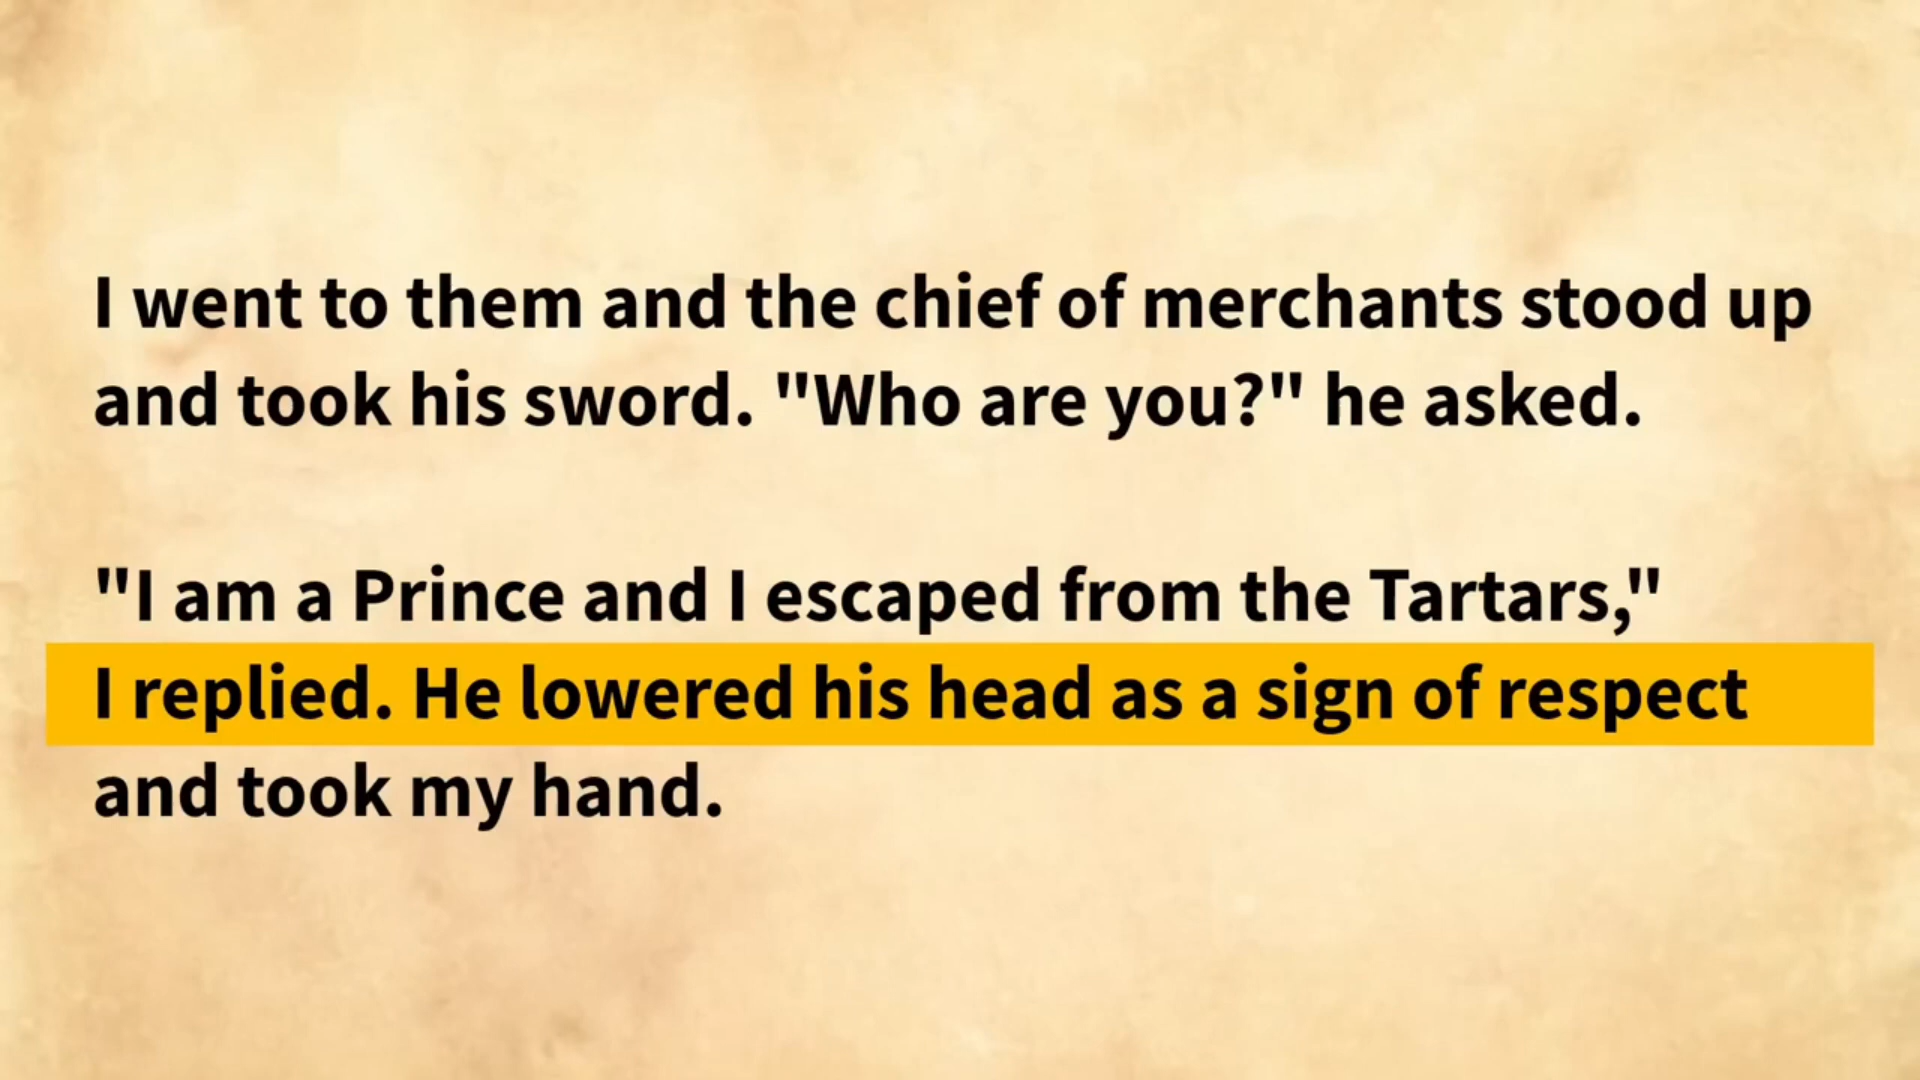 I went to them and the chief of merchants stood up
and took his sword. "Who are you?" he asked.
"I am a Prince and I escaped from the Tartars,"
I replied. He lowered his head as a sign of respect
and took my hand.